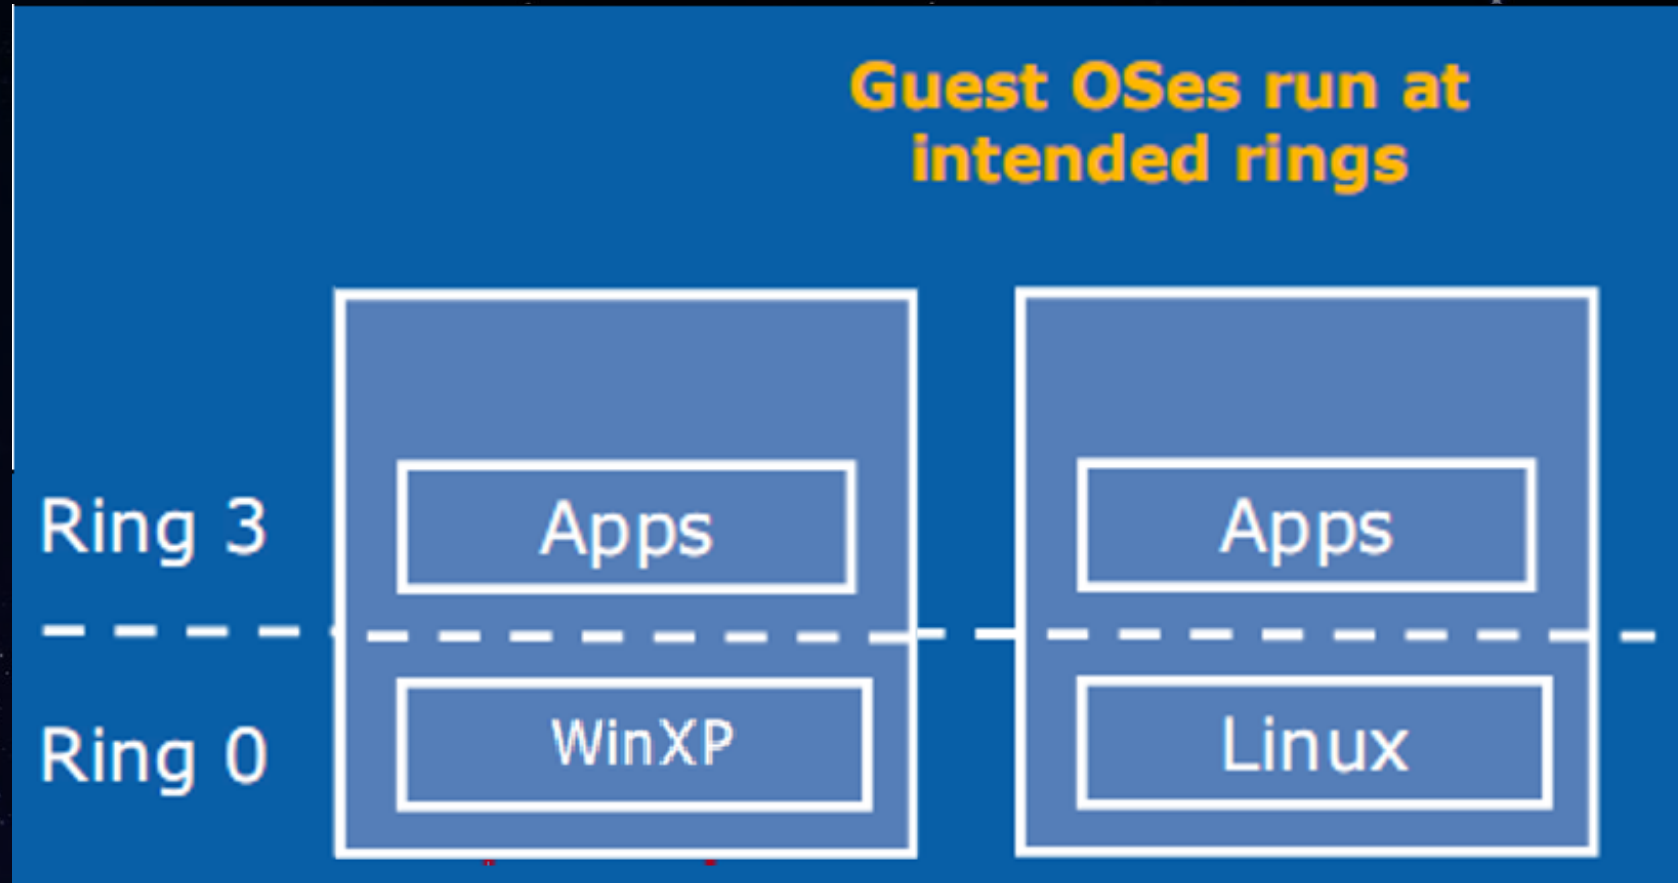 Guest OSes run at
intended rings
Ring 3
Apps
Apps
Ring 0
WinXP
Linux